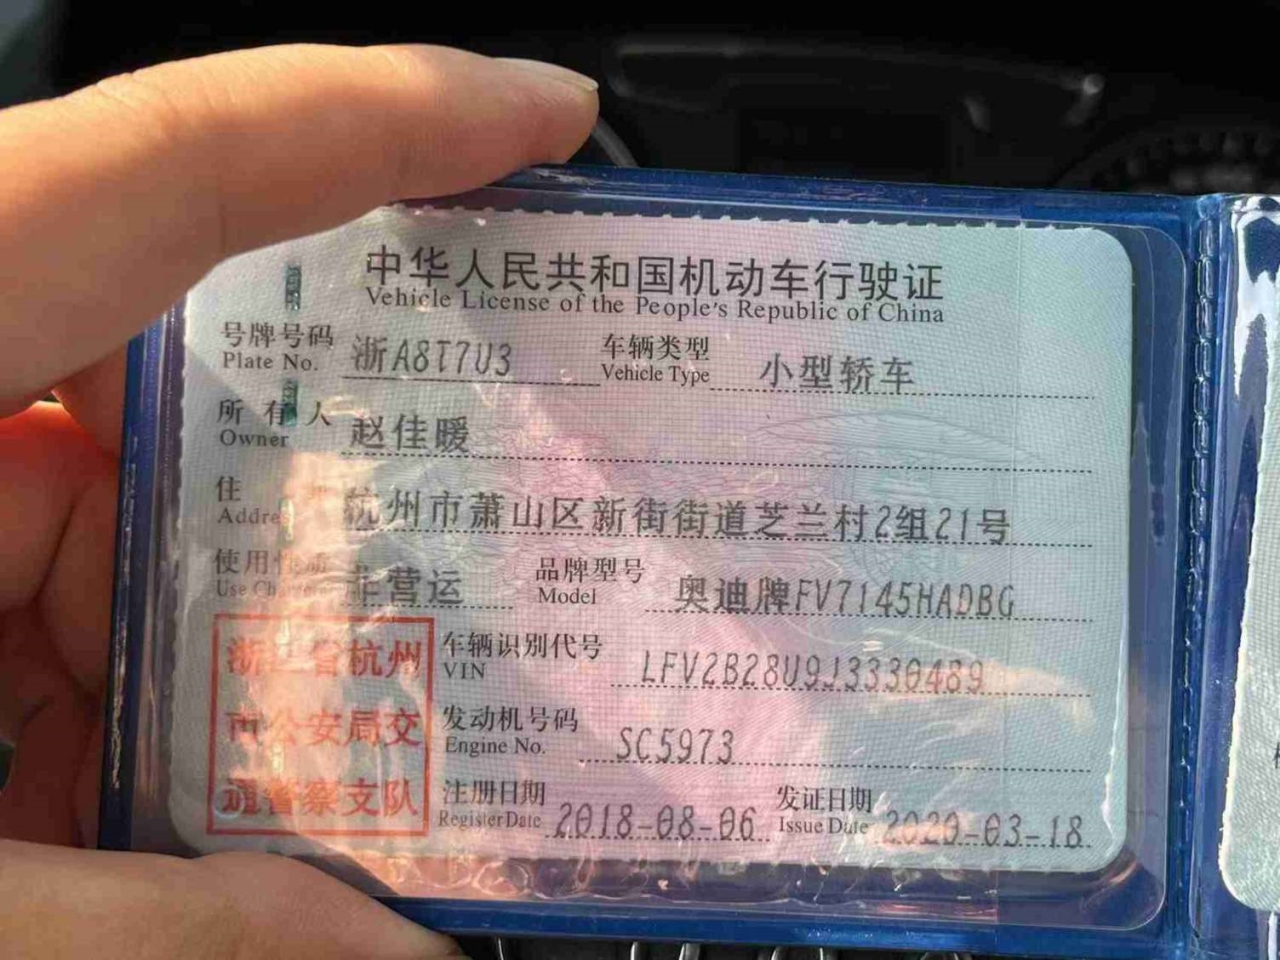 中华人民共和国机动车行驶证
Vehicle License of the People's Republic of China
号牌号码 浙A8T7U3 车辆类型 小型轿车
Plate No. Vehicle Type
所有人 赵佳暖
Owner
住 杭州市萧山区新街街道芝兰村2组21号
使用性质 非营运 品牌型号 奥迪牌FV7145HADBG
Use Model
车辆识别代号 LFV2B28U9J3330489
VIN
发动机号码 SC5973
Engine No.
注册日期 2018-08-06 发证日期 2020-03-18
Register Date Issue Date
浙江省杭州
市公安局交
通警察支队